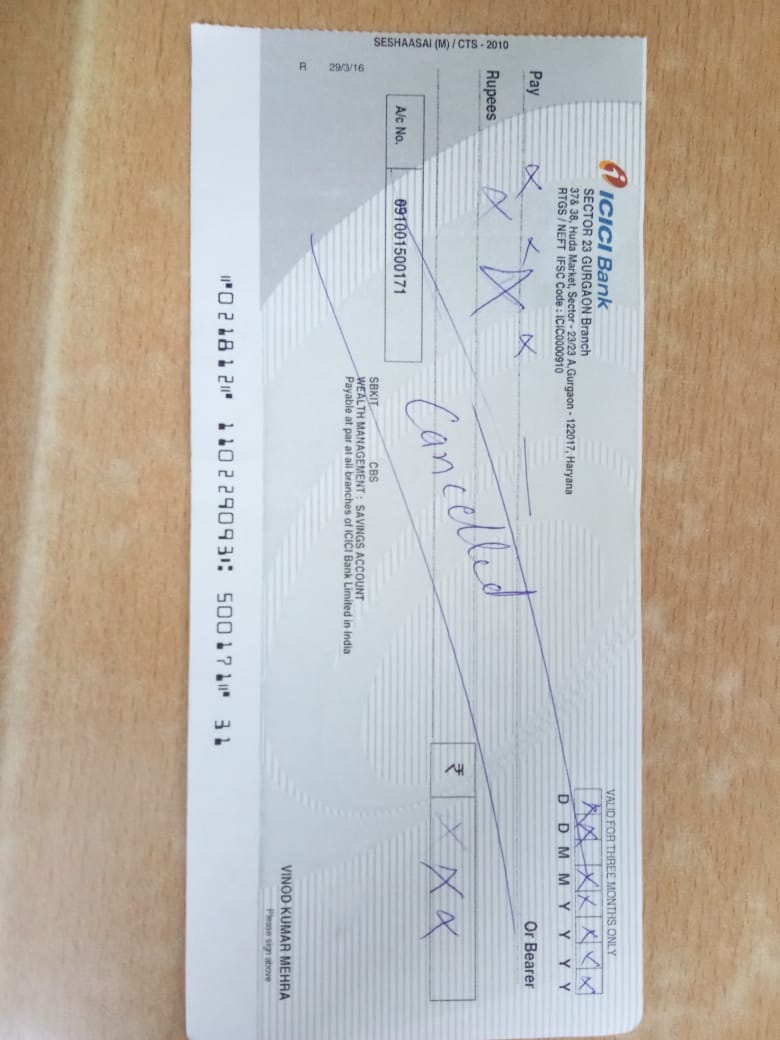 SESHAASAI (M) / CTS - 2010
R 29/3/16
ICICI Bank
SECTOR 23 GURGAON Branch
37& 38, Huda Market, Sector - 23/23 A,Gurgaon - 122017, Haryana
RTGS / NEFT IFSC Code : ICIC0000910
VALID FOR THREE MONTHS ONLY
X X X X X X X X
D D M M Y Y Y Y
Pay X X X
Or Bearer
Rupees X X
₹ X X X
A/c No. 091001500171
Cancelled
SBKIT CBS
WEALTH MANAGEMENT : SAVINGS ACCOUNT
Payable at par at all branches of ICICI Bank Limited in India
VINOD KUMAR MEHRA
Please sign above
⑈021812⑈ 110229093⑆ 500171⑈ 31